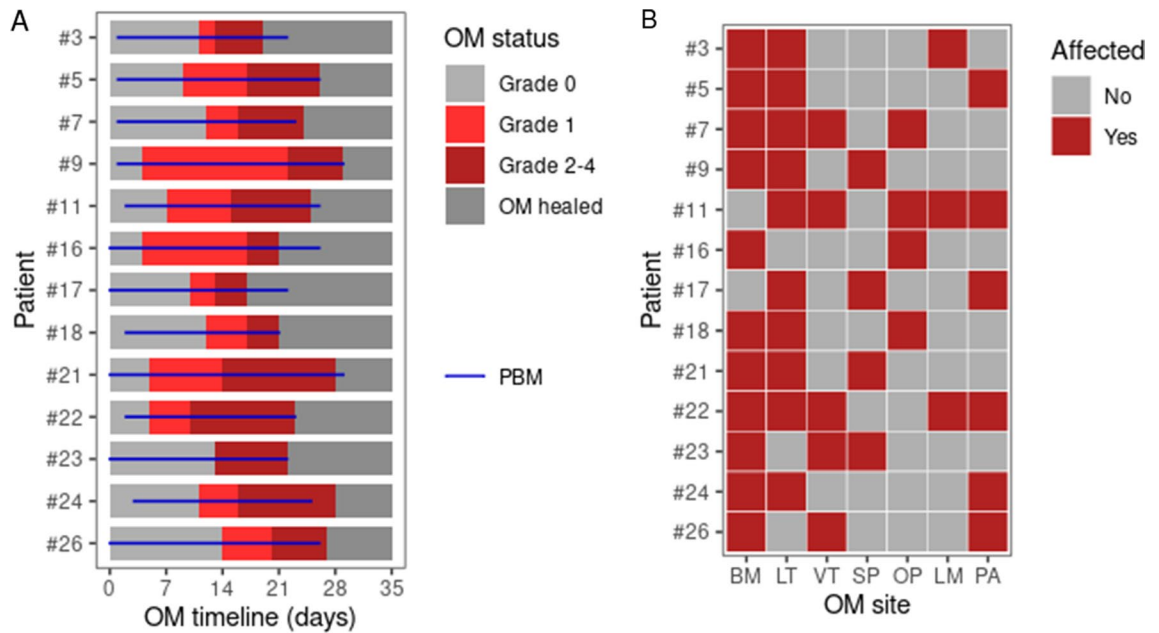 A
#3
#5
#7
#9
#11
#16
#17
#18
#21
#22
#23
#24
#26
Patient
0 7 14 21 28 35
OM timeline (days)
OM status
Grade 0
Grade 1
Grade 2-4
OM healed
PBM
B
#3
#5
#7
#9
#11
#16
#17
#18
#21
#22
#23
#24
#26
Patient
BM LT VT SP OP LM PA
OM site
Affected
No
Yes